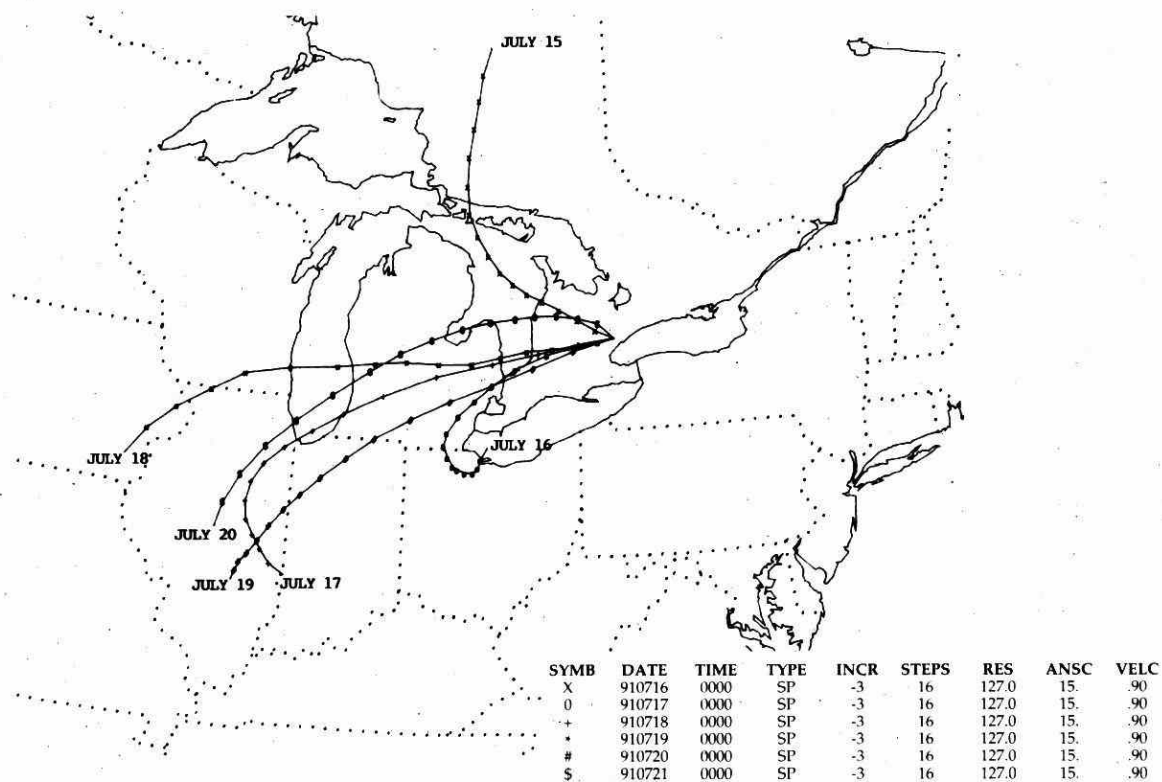 JULY 15
JULY 16
JULY 18
JULY 20
JULY 19
JULY 17
SYMB DATE TIME TYPE INCR STEPS RES ANSC VELC
X 910716 0000 SP -3 16 127.0 15. .90
0 910717 0000 SP -3 16 127.0 15. .90
+ 910718 0000 SP -3 16 127.0 15. .90
* 910719 0000 SP -3 16 127.0 15. .90
# 910720 0000 SP -3 16 127.0 15. .90
$ 910721 0000 SP -3 16 127.0 15. .90